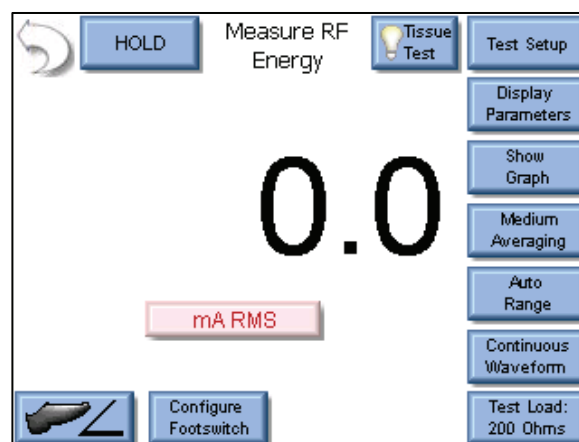 HOLD
Measure RF
Energy
Tissue
Test
Test Setup
Display
Parameters
Show
Graph
0.0
Medium
Averaging
Auto
Range
mA RMS
Continuous
Waveform
Configure
Footswitch
Test Load:
200 Ohms